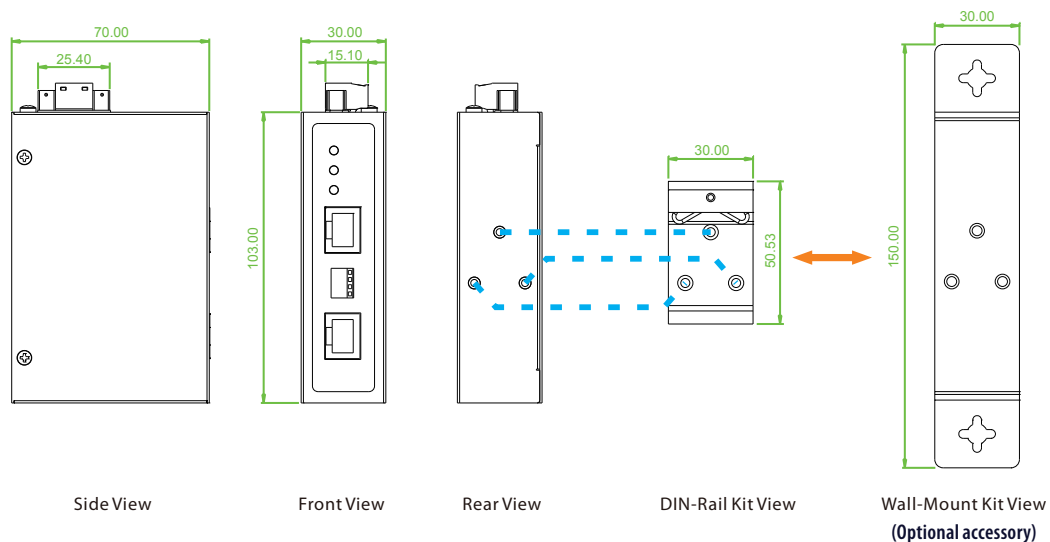 70.00
25.40
30.00
15.10
103.00
30.00
50.53
30.00
150.00
Side View
Front View
Rear View
DIN-Rail Kit View
Wall-Mount Kit View
(Optional accessory)